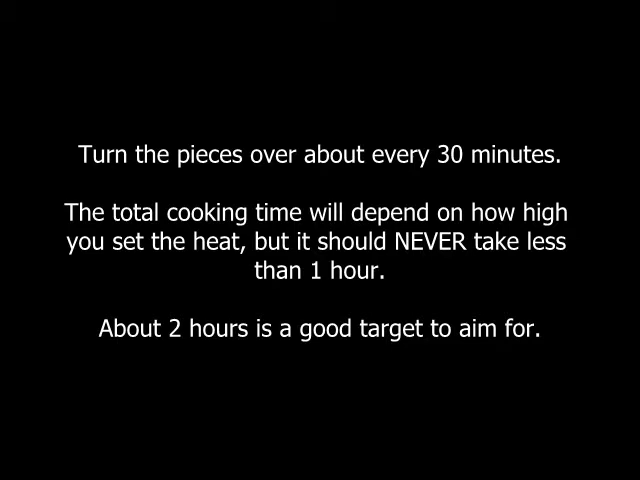 Turn the pieces over about every 30 minutes.
The total cooking time will depend on how high
you set the heat, but it should NEVER take less
than 1 hour.
About 2 hours is a good target to aim for.